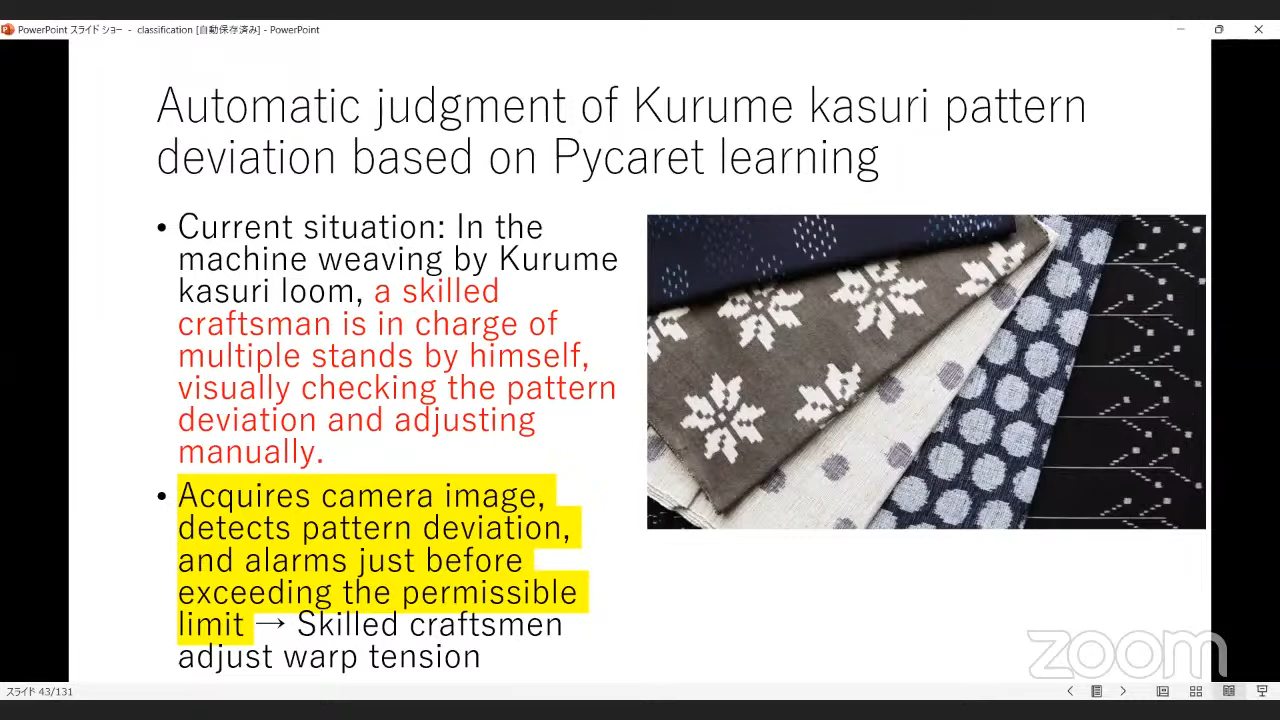 PowerPoint スライド ショー - classification [自動保存済み] - PowerPoint
Automatic judgment of Kurume kasuri pattern
deviation based on Pycaret learning
• Current situation: In the
machine weaving by Kurume
kasuri loom, a skilled
craftsman is in charge of
multiple stands by himself,
visually checking the pattern
deviation and adjusting
manually.
• Acquires camera image,
detects pattern deviation,
and alarms just before
exceeding the permissible
limit → Skilled craftsmen
adjust warp tension
zoom
スライド 43/131